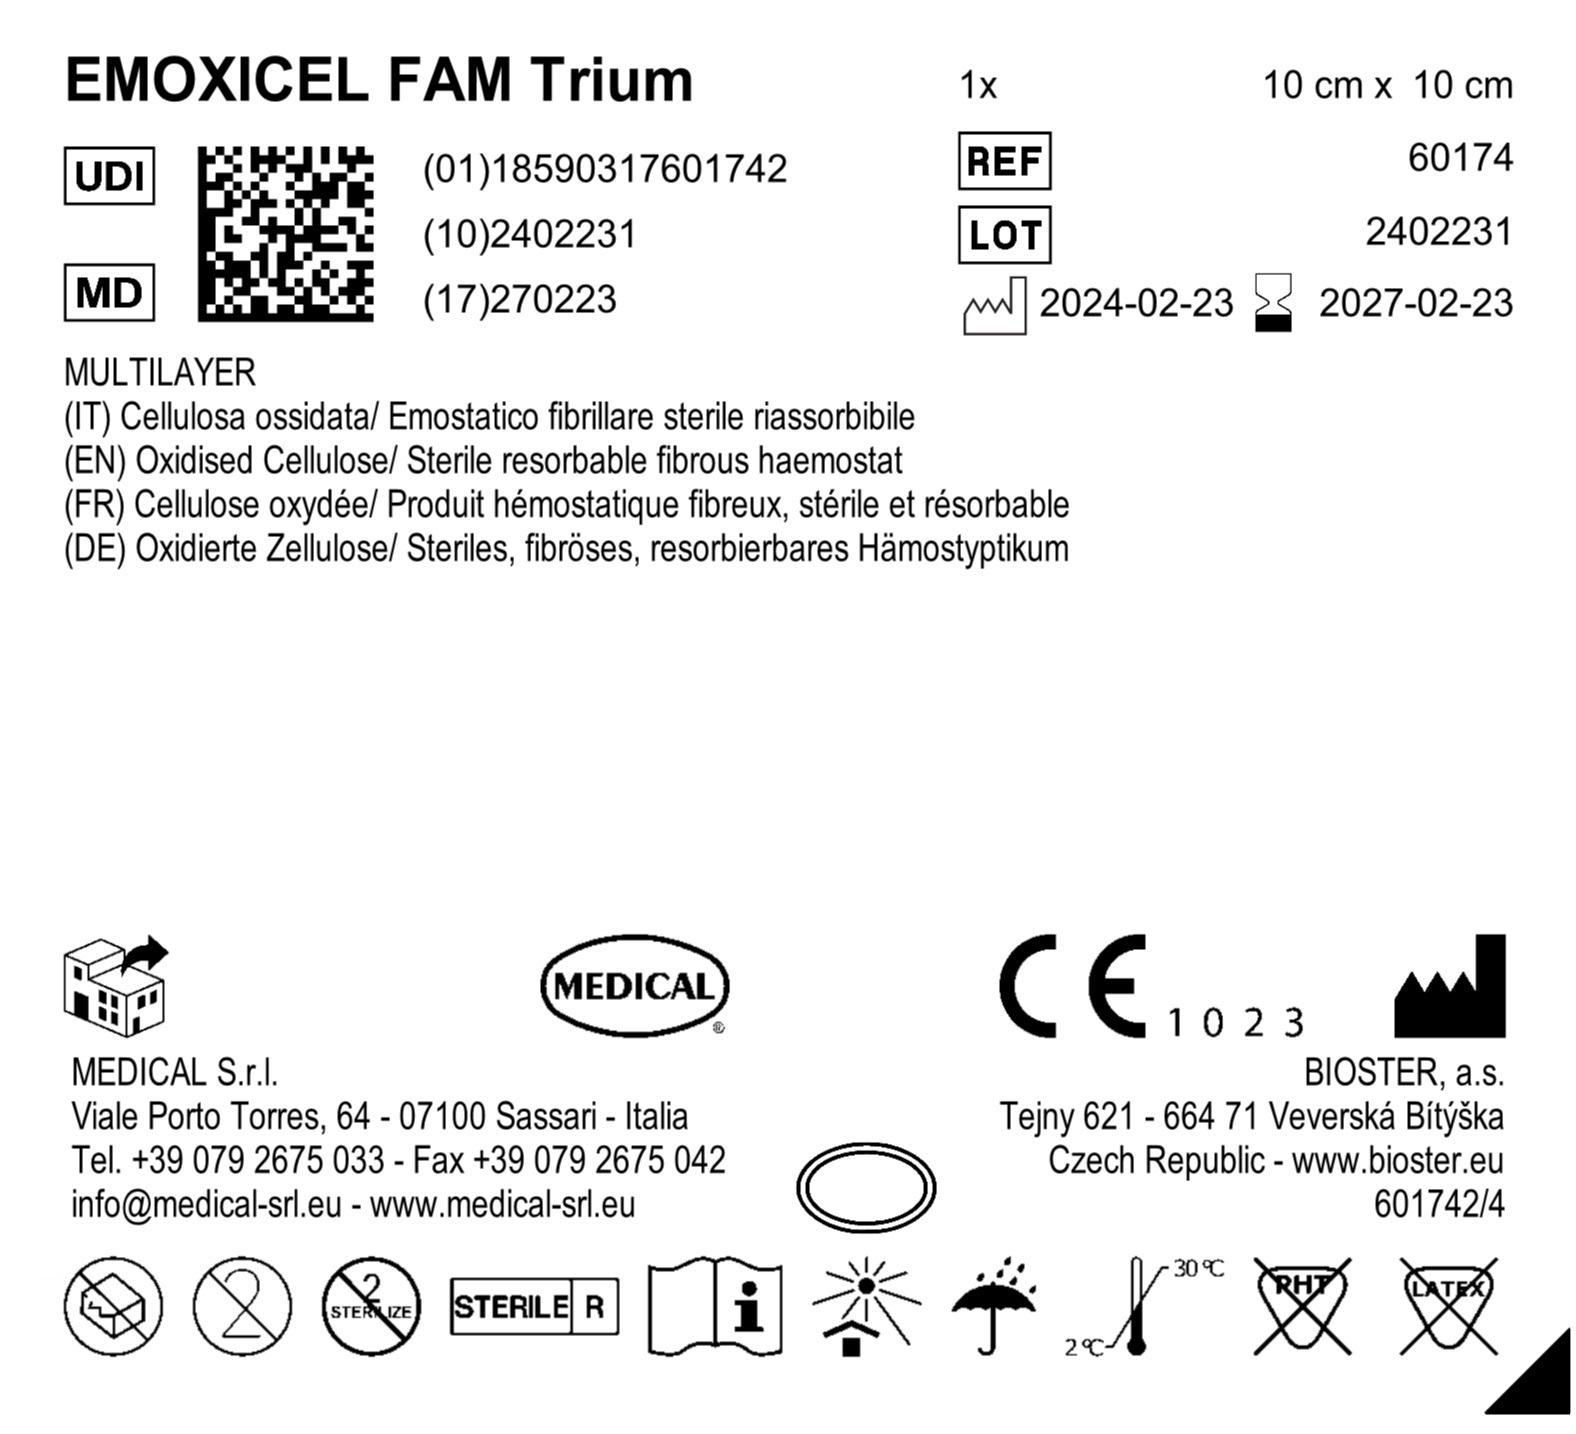 EMOXICEL FAM Trium
1x 10 cm x 10 cm
UDI
MD
(01)18590317601742
(10)2402231
(17)270223
REF 60174
LOT 2402231
2024-02-23 2027-02-23
MULTILAYER
(IT) Cellulosa ossidata/ Emostatico fibrillare sterile riassorbibile
(EN) Oxidised Cellulose/ Sterile resorbable fibrous haemostat
(FR) Cellulose oxydée/ Produit hémostatique fibreux, stérile et résorbable
(DE) Oxidierte Zellulose/ Steriles, fibröses, resorbierbares Hämostyptikum
MEDICAL
®
CE 1023
MEDICAL S.r.l.
Viale Porto Torres, 64 - 07100 Sassari - Italia
Tel. +39 079 2675 033 - Fax +39 079 2675 042
info@medical-srl.eu - www.medical-srl.eu
BIOSTER, a.s.
Tejny 621 - 664 71 Veverská Bítýška
Czech Republic - www.bioster.eu
601742/4
2
2
STERILIZE
STERILE R
i
30 ºC
2 ºC
PHT
LATEX